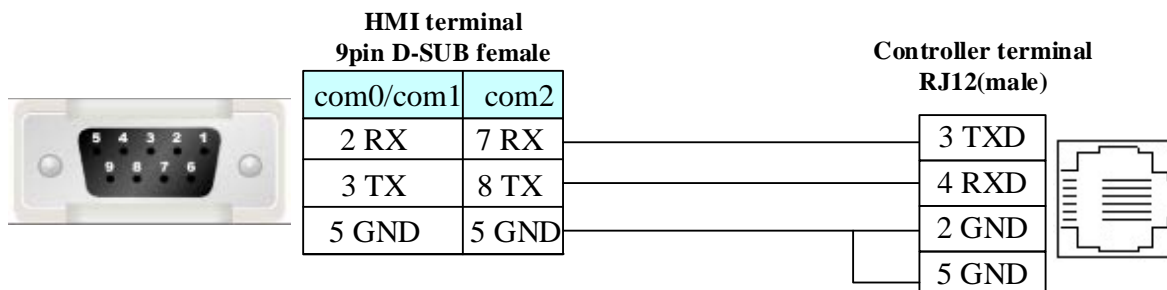 HMI terminal
9pin D-SUB female
Controller terminal
RJ12(male)
com0/com1 com2
2 RX 7 RX 3 TXD
3 TX 8 TX 4 RXD
5 GND 5 GND 2 GND
5 GND
5 4 3 2 1
9 8 7 6